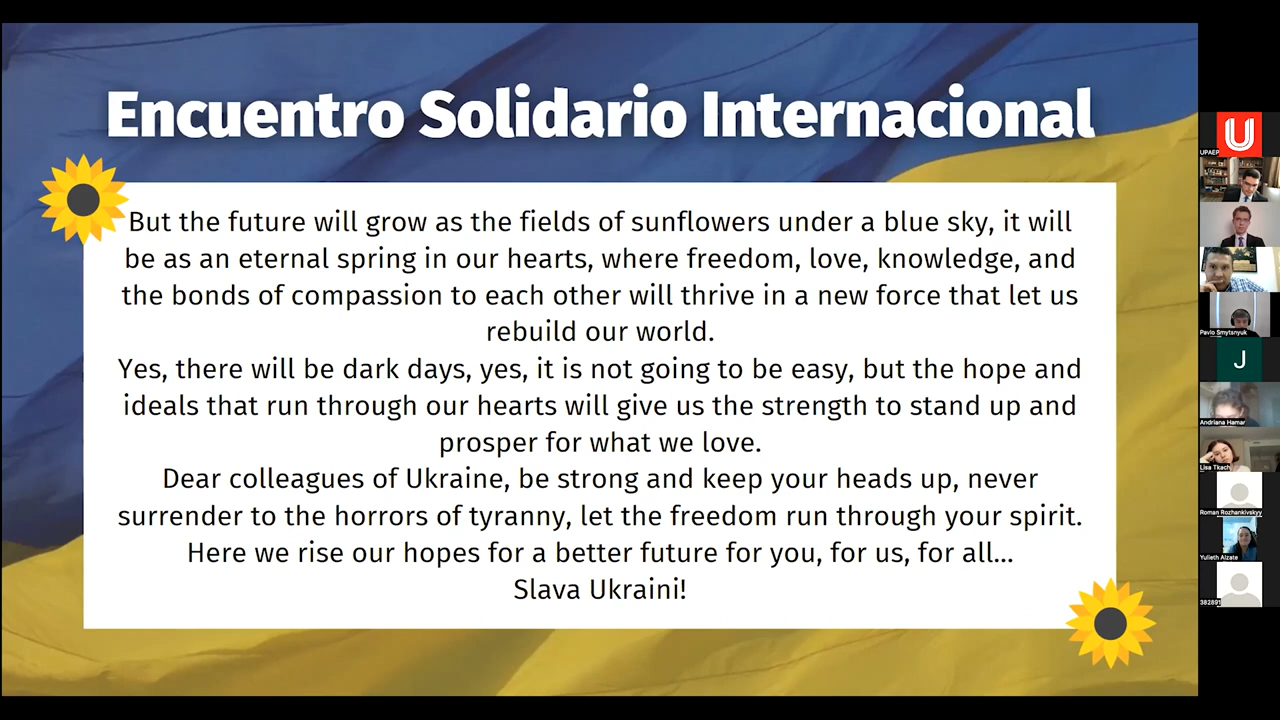 Encuentro Solidario Internacional
But the future will grow as the fields of sunflowers under a blue sky, it will
be as an eternal spring in our hearts, where freedom, love, knowledge, and
the bonds of compassion to each other will thrive in a new force that let us
rebuild our world.
Yes, there will be dark days, yes, it is not going to be easy, but the hope and
ideals that run through our hearts will give us the strength to stand up and
prosper for what we love.
Dear colleagues of Ukraine, be strong and keep your heads up, never
surrender to the horrors of tyranny, let the freedom run through your spirit.
Here we rise our hopes for a better future for you, for us, for all...
Slava Ukraini!
U
UPAEP
Pavlo Smytsnyuk
J
Andriana Hamar
Lisa Tkach
Roman Rozhankivskyy
Yulieth Alzate
382891